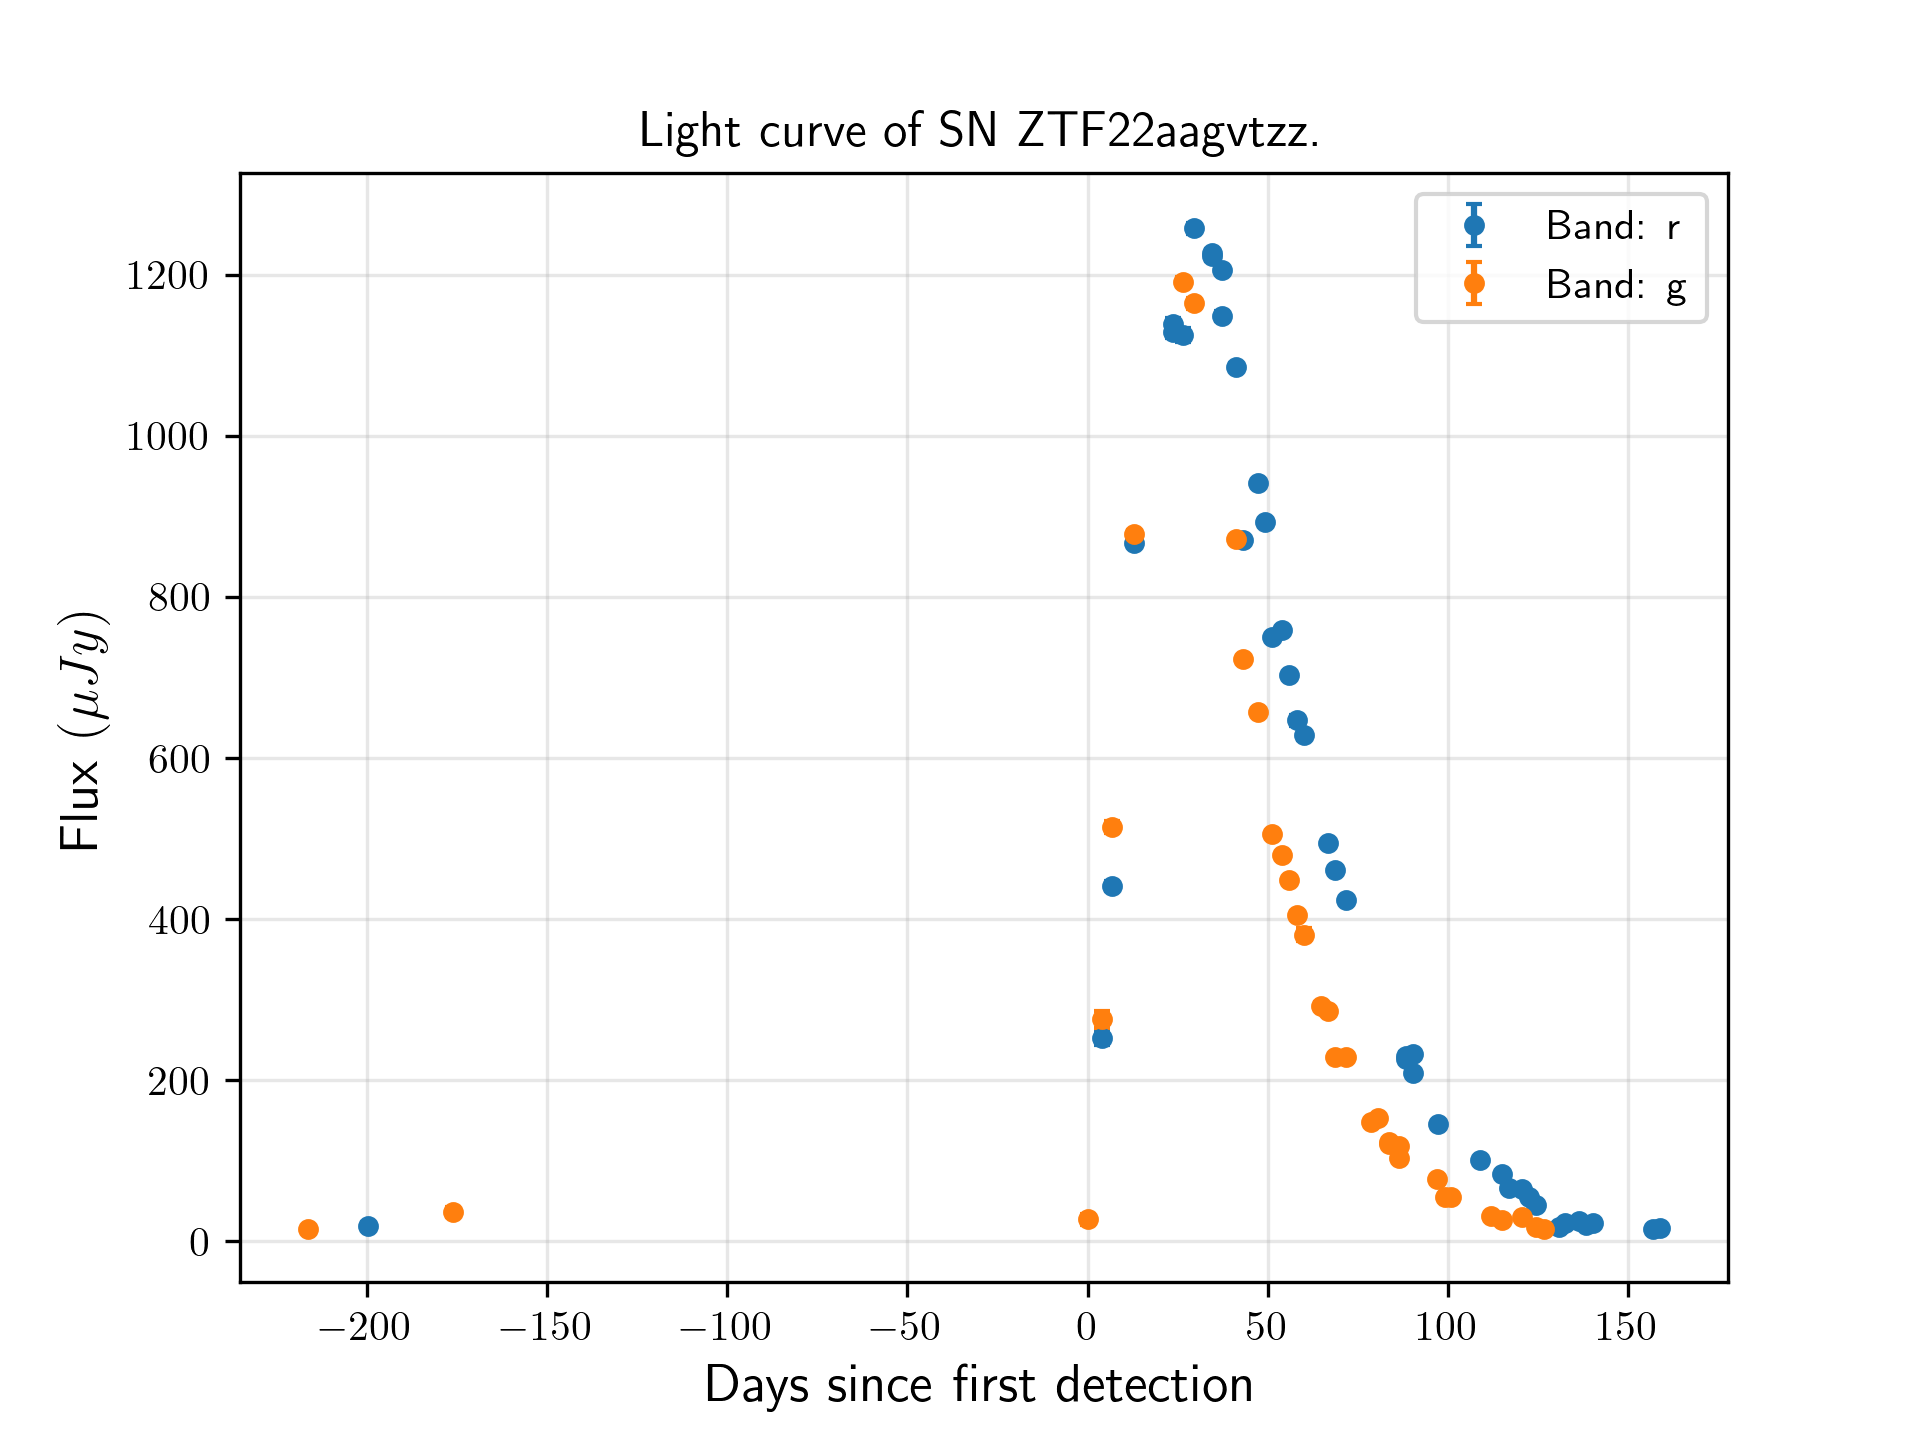 Light curve of SN ZTF22aagvtzz.
Band: r
Band: g
1200
1000
800
600
400
200
0
Flux (μJy)
−200 −150 −100 −50 0 50 100 150
Days since first detection